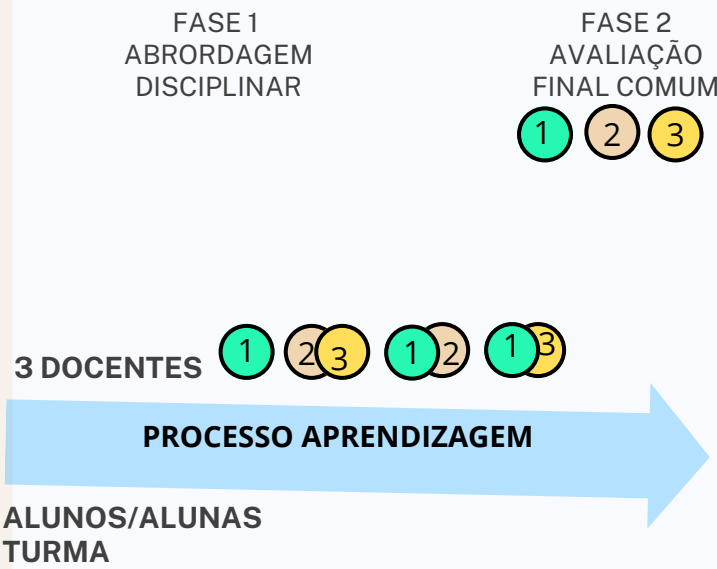 FASE 1
ABRORDAGEM
DISCIPLINAR
FASE 2
AVALIAÇÃO
FINAL COMUM
1 2 3
3 DOCENTES 1 2 3 1 2 1 3
PROCESSO APRENDIZAGEM
ALUNOS/ALUNAS
TURMA